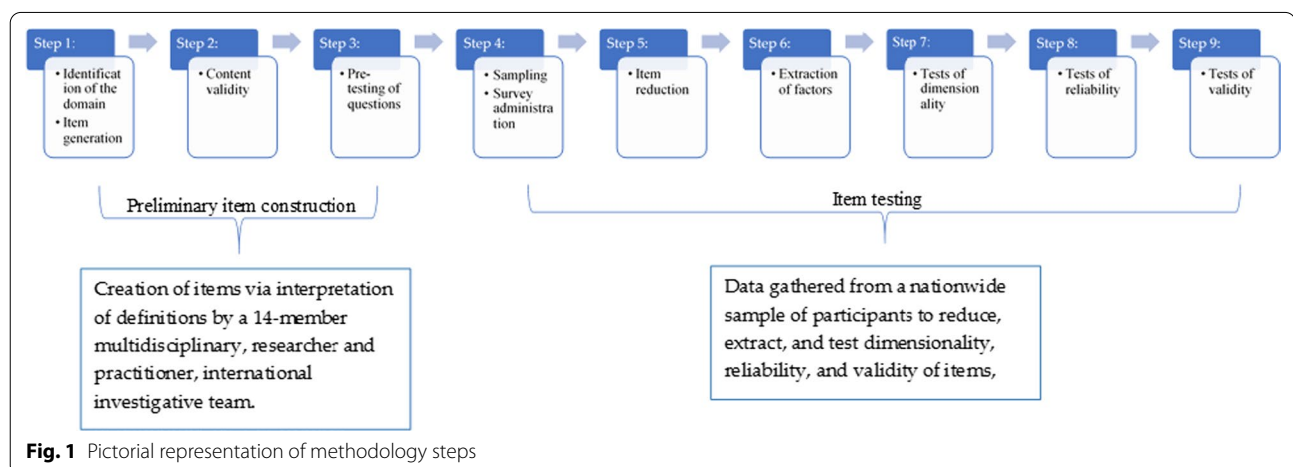 Step 1:
• Identificat
ion of the
domain
• Item
generation
Step 2:
• Content
validity
Step 3:
• Pre-
testing of
questions
Step 4:
• Sampling
• Survey
administra
tion
Step 5:
• Item
reduction
Step 6:
• Extraction
of factors
Step 7:
• Tests of
dimension
ality
Step 8:
• Tests of
reliability
Step 9:
• Tests of
validity
Preliminary item construction
Item testing
Creation of items via interpretation
of definitions by a 14-member
multidisciplinary, researcher and
practitioner, international
investigative team.
Data gathered from a nationwide
sample of participants to reduce,
extract, and test dimensionality,
reliability, and validity of items,
Fig. 1 Pictorial representation of methodology steps